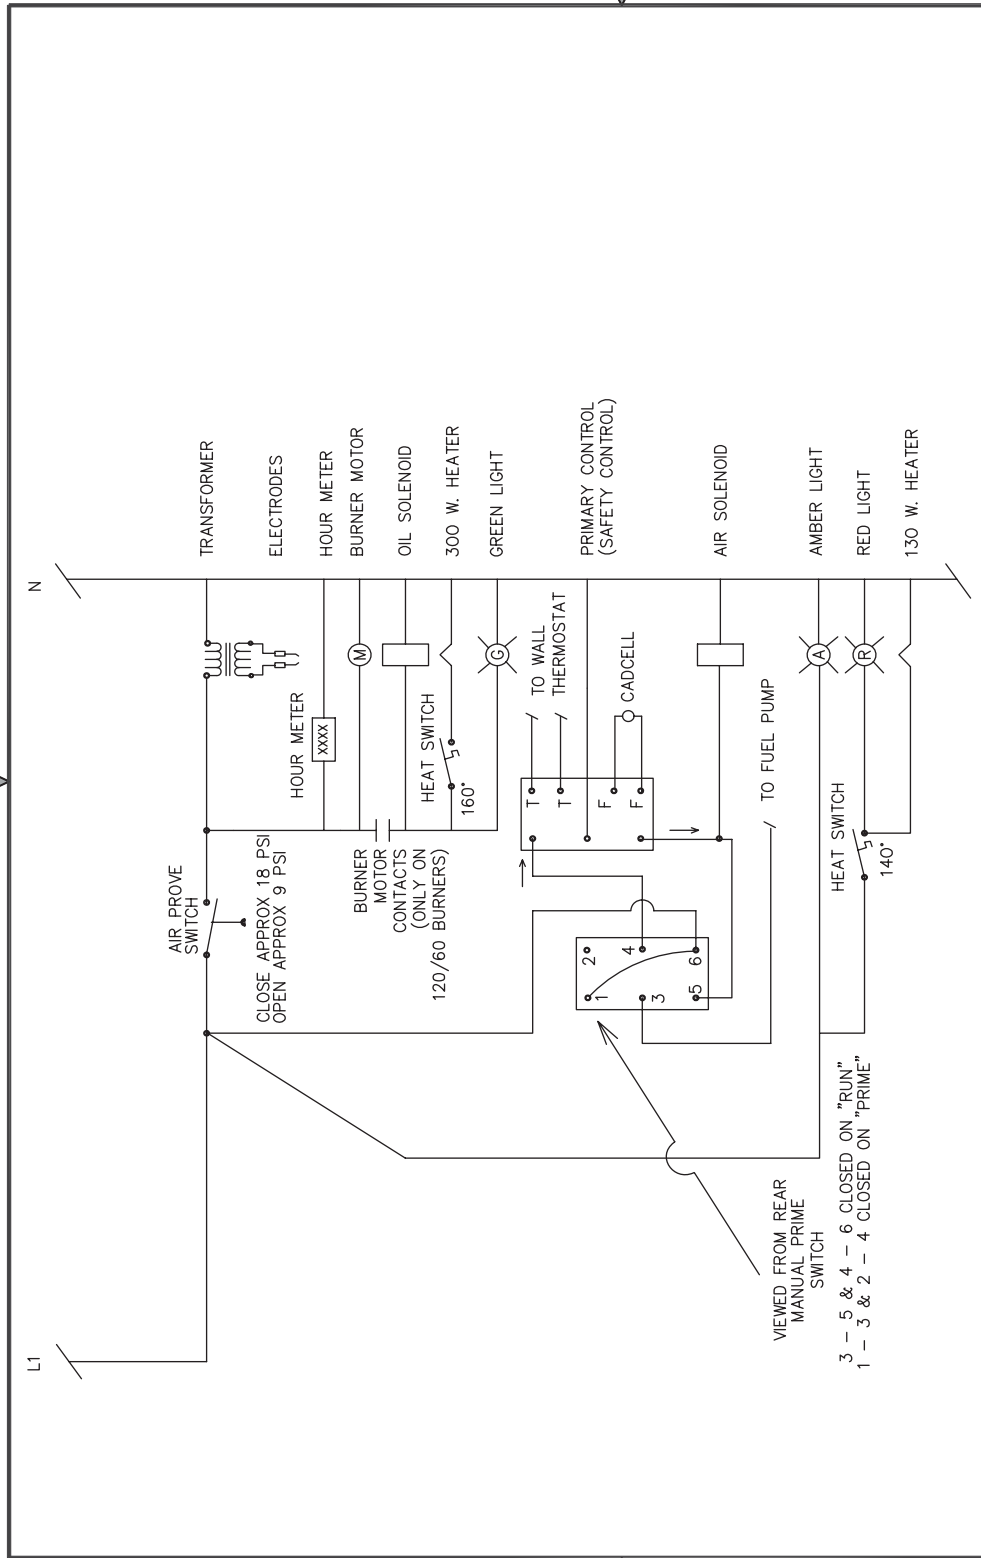 L1
N
AIR PROVE
SWITCH
CLOSE APPROX 18 PSI
OPEN APPROX 9 PSI
TRANSFORMER
ELECTRODES
HOUR METER
XXXX
HOUR METER
BURNER
MOTOR
CONTACTS
(ONLY ON
120/60 BURNERS)
M
BURNER MOTOR
OIL SOLENOID
HEAT SWITCH
160°
300 W. HEATER
G
GREEN LIGHT
T
T
F
F
TO WALL
THERMOSTAT
CADCELL
PRIMARY CONTROL
(SAFETY CONTROL)
1
2
3
4
5
6
AIR SOLENOID
TO FUEL PUMP
VIEWED FROM REAR
MANUAL PRIME
SWITCH
3 - 5 & 4 - 6 CLOSED ON "RUN"
1 - 3 & 2 - 4 CLOSED ON "PRIME"
A
AMBER LIGHT
HEAT SWITCH
140°
R
RED LIGHT
130 W. HEATER